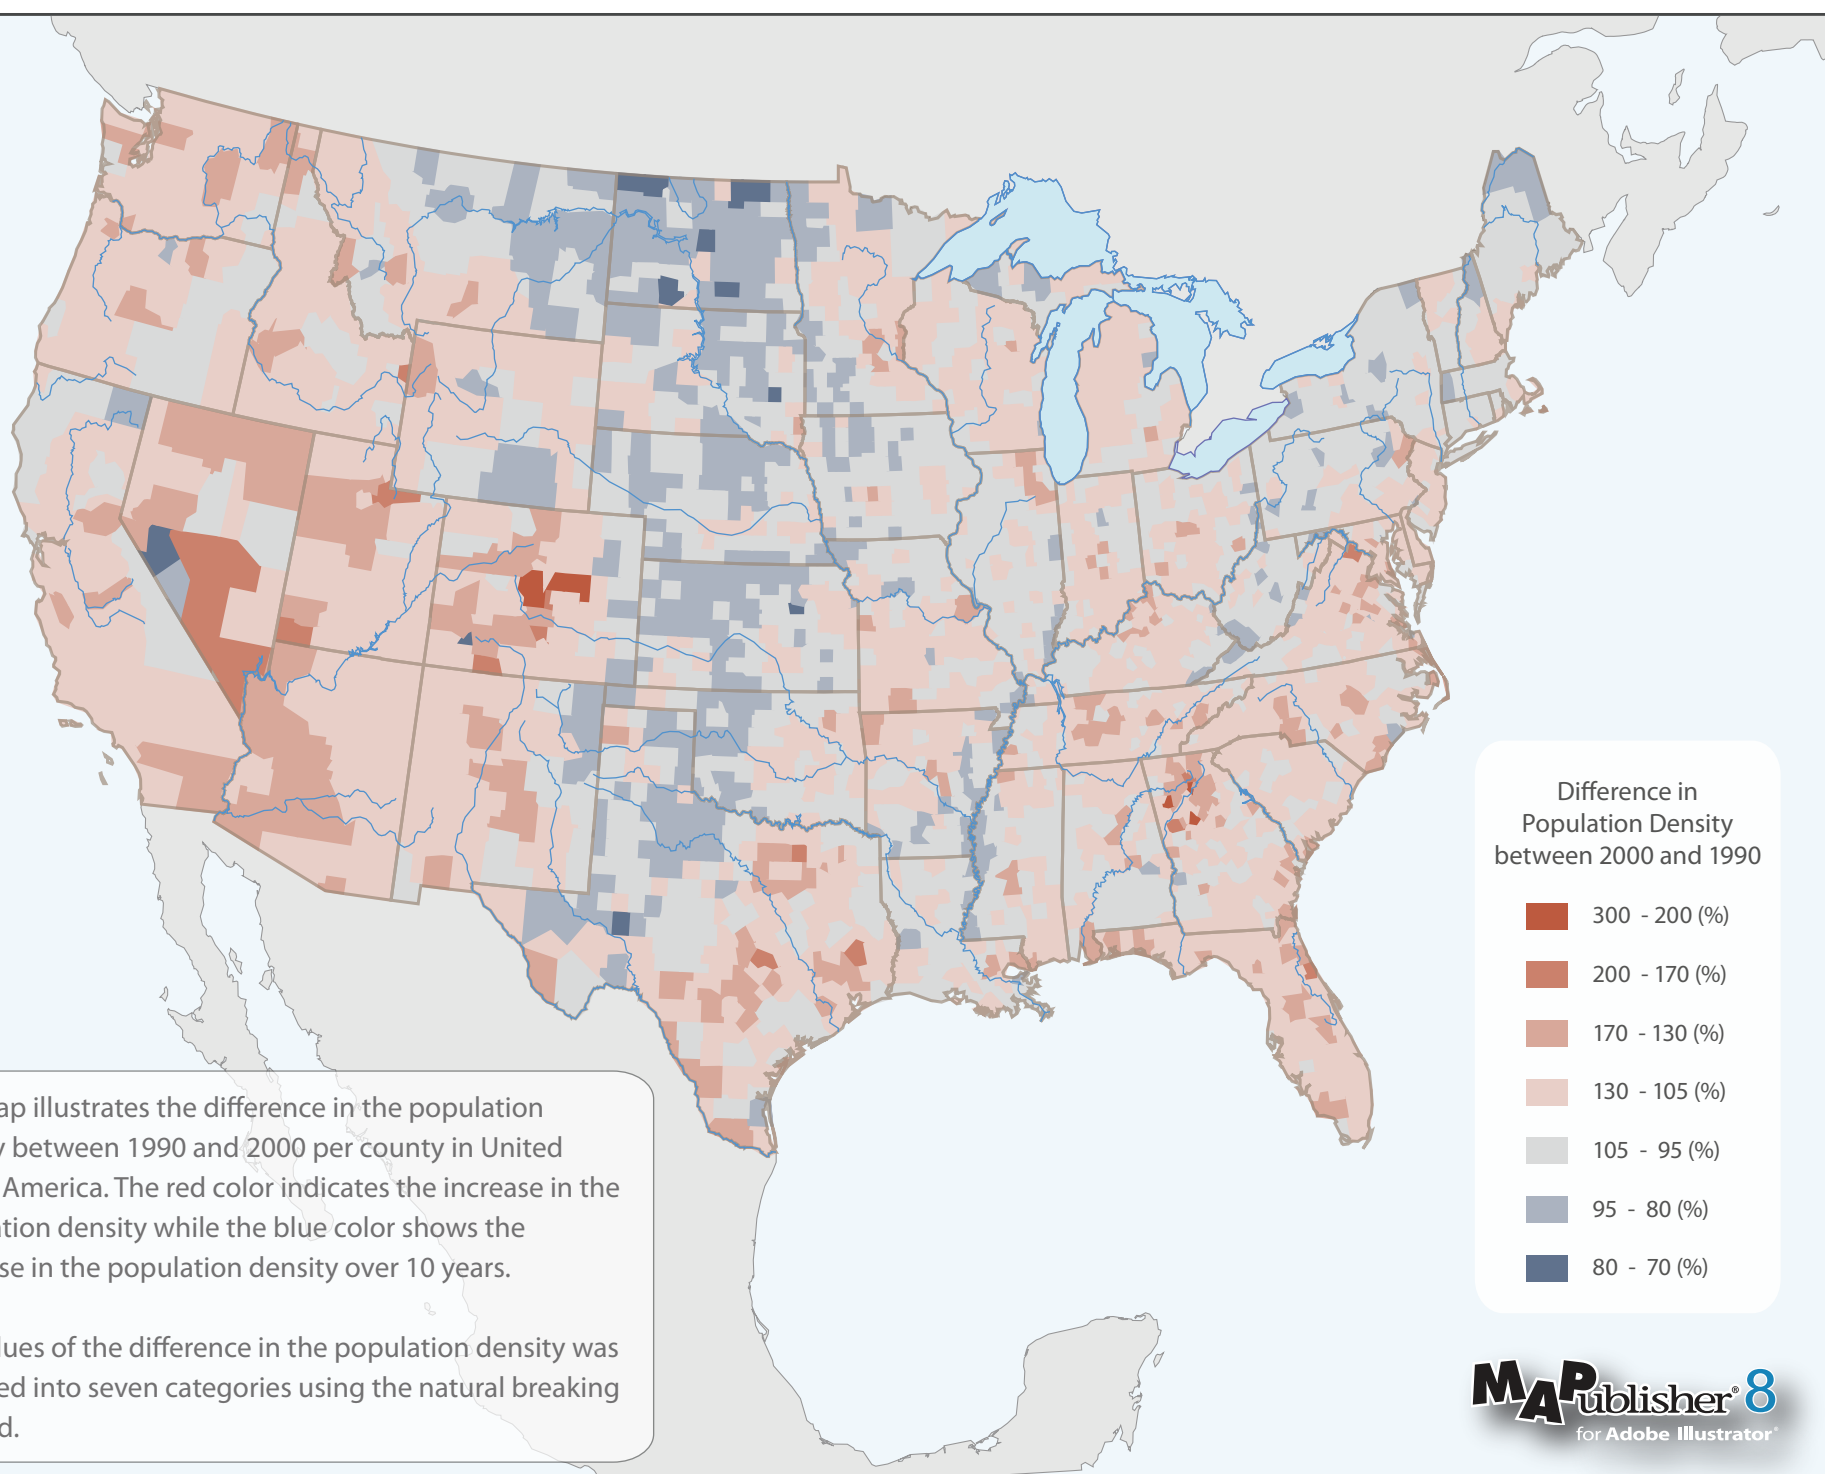 Difference in
Population Density
between 2000 and 1990
300 - 200 (%)
200 - 170 (%)
170 - 130 (%)
130 - 105 (%)
105 - 95 (%)
95 - 80 (%)
80 - 70 (%)
ap illustrates the difference in the population
y between 1990 and 2000 per county in United
America. The red color indicates the increase in the
ation density while the blue color shows the
se in the population density over 10 years.
lues of the difference in the population density was
ed into seven categories using the natural breaking
d.
MAPublisher® 8
for Adobe Illustrator®